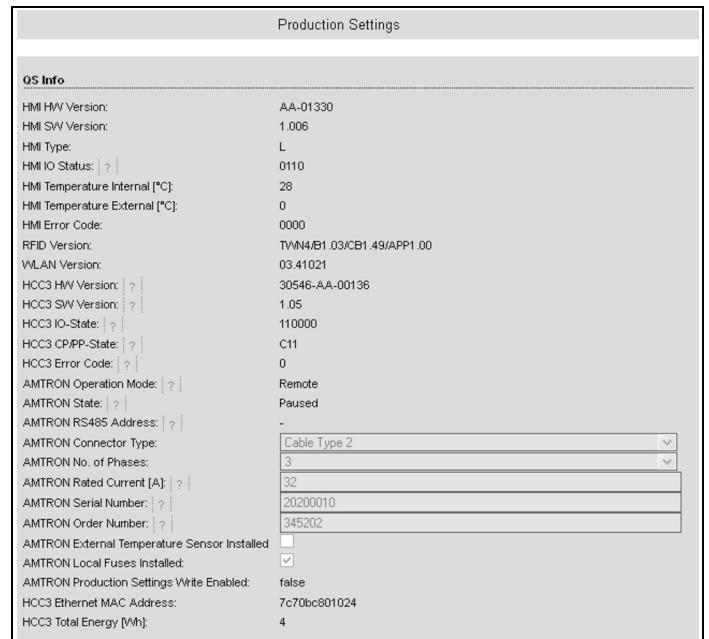 Production Settings
QS Info
HMI HW Version: AA-01330
HMI SW Version: 1.006
HMI Type: L
HMI IO Status: ? 0110
HMI Temperature Internal [°C]: 28
HMI Temperature External [°C]: 0
HMI Error Code: 0000
RFID Version: TWN4/B1.03/CB1.49/APP1.00
WLAN Version: 03.41021
HCC3 HW Version: ? 30546-AA-00136
HCC3 SW Version: ? 1.05
HCC3 IO-State: ? 110000
HCC3 CP/PP-State: ? C11
HCC3 Error Code: ? 0
AMTRON Operation Mode: ? Remote
AMTRON State: ? Paused
AMTRON RS485 Address: ? -
AMTRON Connector Type: Cable Type 2
AMTRON No. of Phases: 3
AMTRON Rated Current [A]: ? 32
AMTRON Serial Number: ? 20200010
AMTRON Order Number: ? 345202
AMTRON External Temperature Sensor Installed
AMTRON Local Fuses Installed:
AMTRON Production Settings Write Enabled: false
HCC3 Ethernet MAC Address: 7c70bc801024
HCC3 Total Energy [Wh]: 4